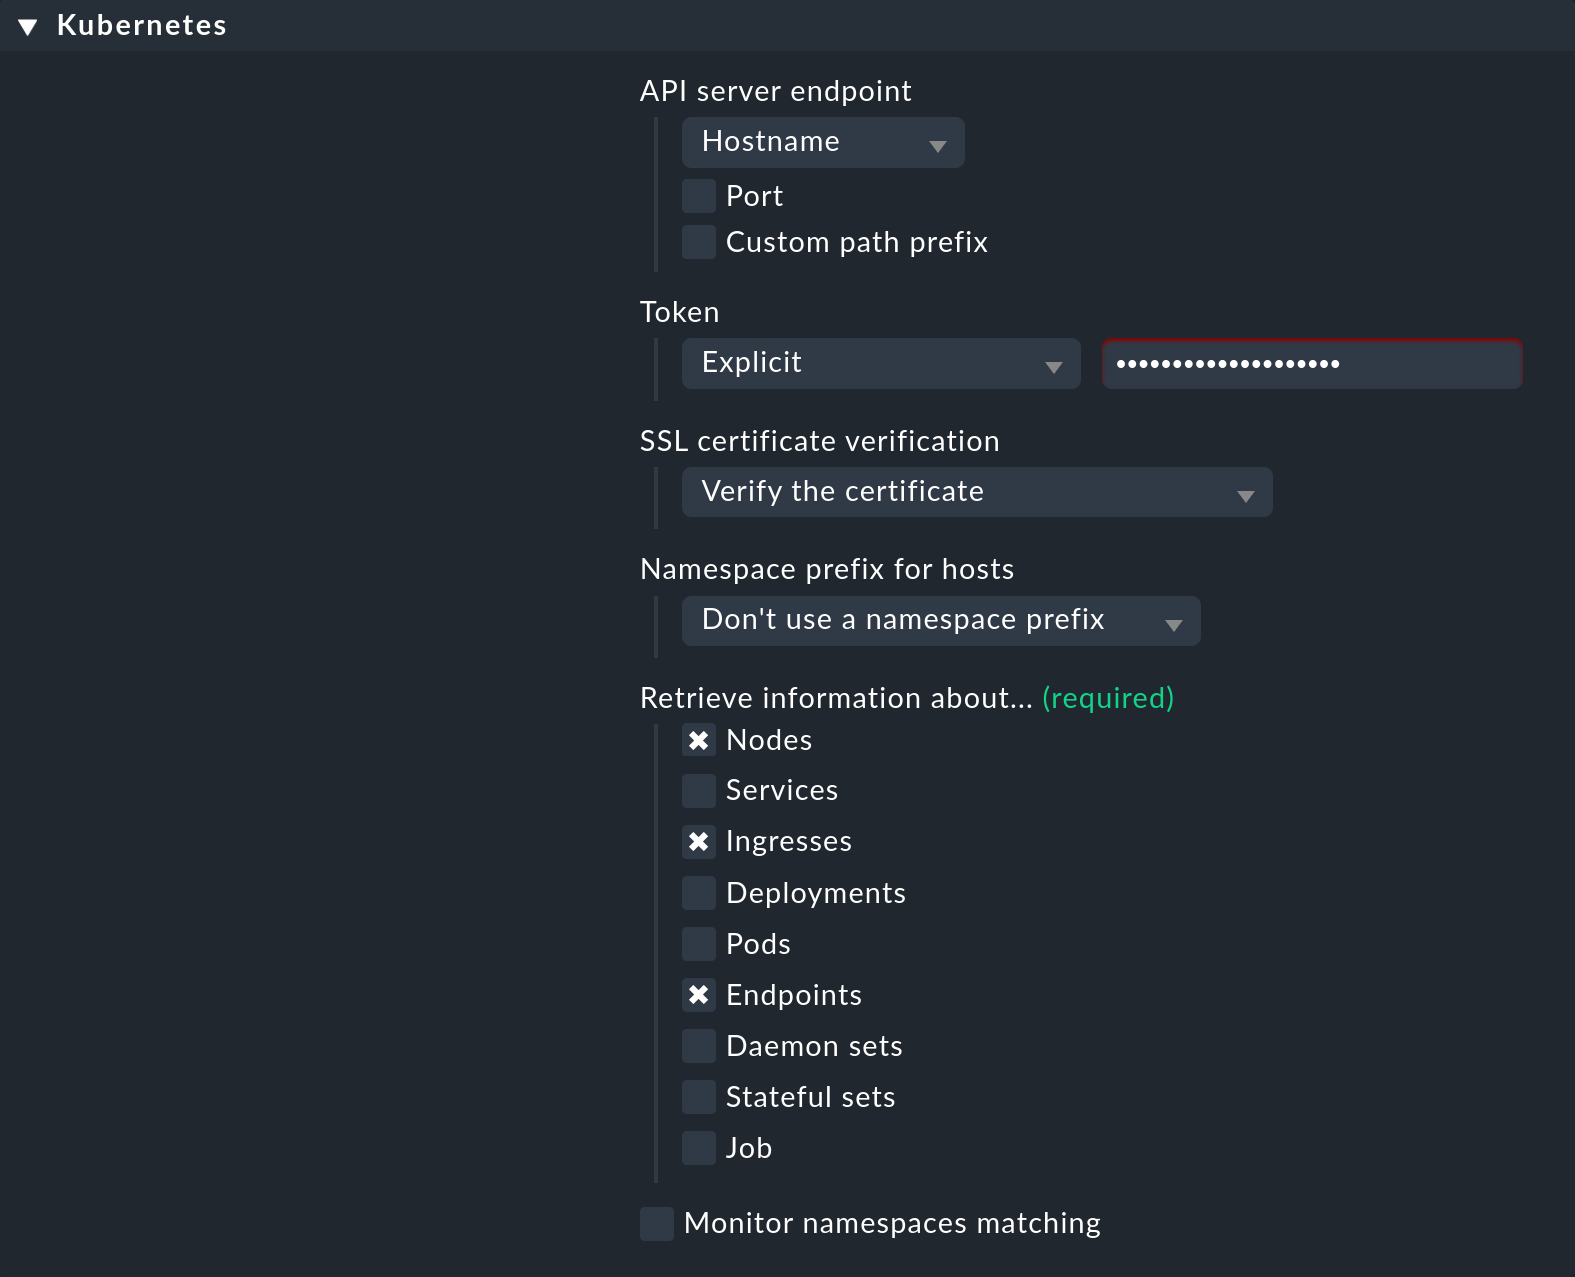 Kubernetes
API server endpoint
Hostname
Port
Custom path prefix
Token
Explicit ••••••••••••••••••••
SSL certificate verification
Verify the certificate
Namespace prefix for hosts
Don't use a namespace prefix
Retrieve information about... (required)
Nodes
Services
Ingresses
Deployments
Pods
Endpoints
Daemon sets
Stateful sets
Job
Monitor namespaces matching